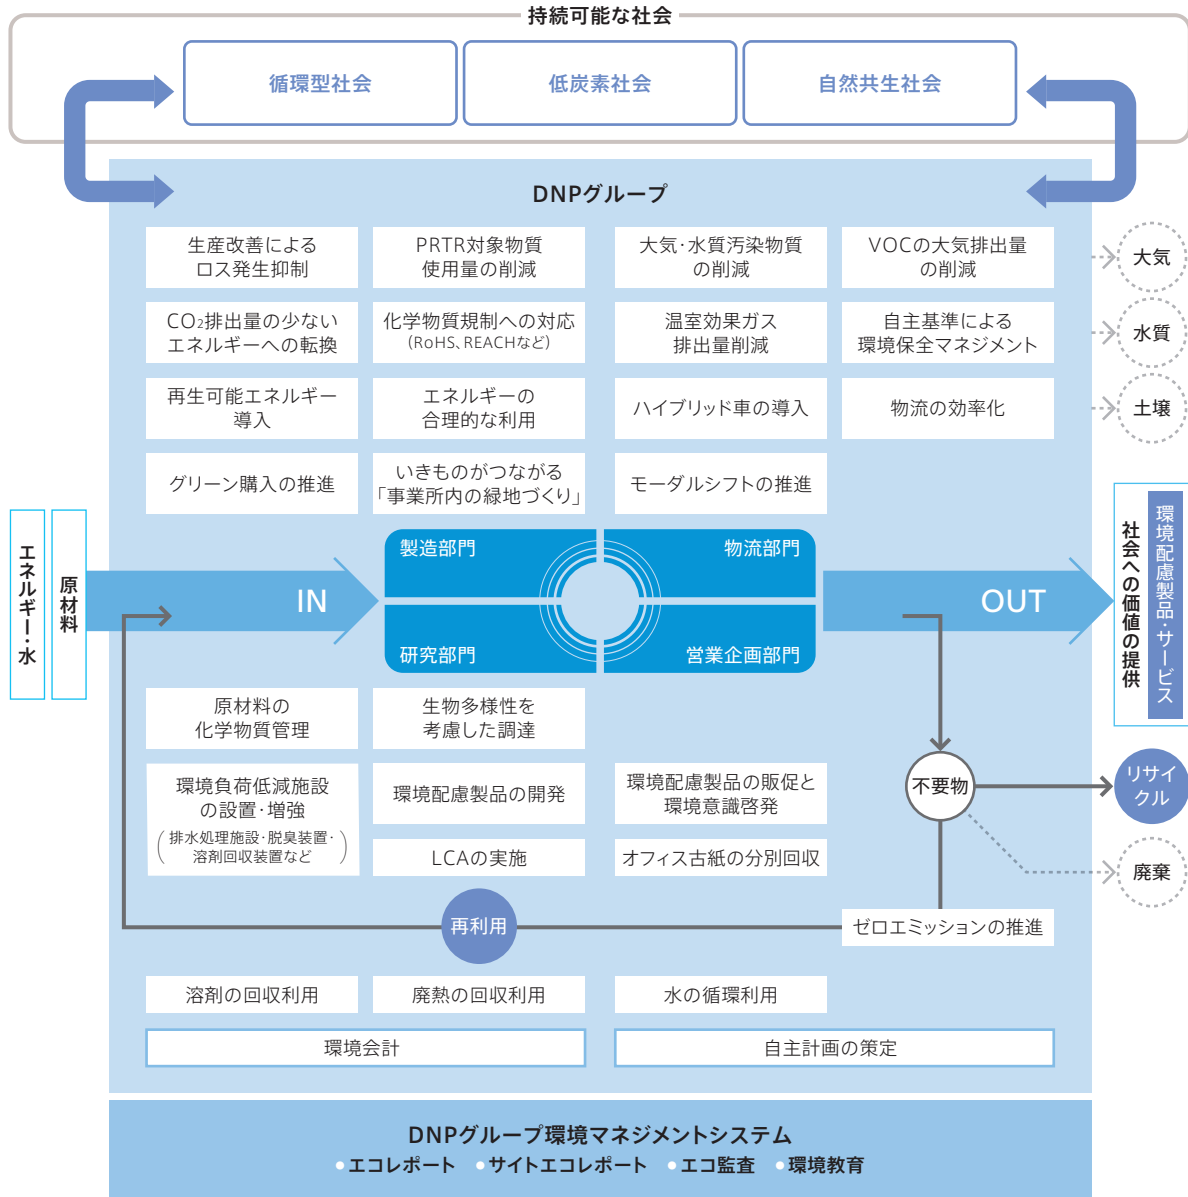 持続可能な社会
循環型社会
低炭素社会
自然共生社会
DNPグループ
生産改善による
ロス発生抑制
PRTR対象物質
使用量の削減
大気・水質汚染物質
の削減
VOCの大気排出量
の削減
大気
CO₂排出量の少ない
エネルギーへの転換
化学物質規制への対応
（RoHS、REACHなど）
温室効果ガス
排出量削減
自主基準による
環境保全マネジメント
水質
再生可能エネルギー
導入
エネルギーの
合理的な利用
ハイブリッド車の導入
物流の効率化
土壌
グリーン購入の推進
いきものがつながる
「事業所内の緑地づくり」
モーダルシフトの推進
エネルギー・水
原材料
IN
製造部門
物流部門
研究部門
営業企画部門
OUT
社会への価値の提供
環境配慮製品・サービス
原材料の
化学物質管理
生物多様性を
考慮した調達
環境負荷低減施設
の設置・増強
（排水処理施設・脱臭装置・
溶剤回収装置など）
環境配慮製品の開発
環境配慮製品の販促と
環境意識啓発
不要物
リサイ
クル
LCAの実施
オフィス古紙の分別回収
廃棄
再利用
ゼロエミッションの推進
溶剤の回収利用
廃熱の回収利用
水の循環利用
環境会計
自主計画の策定
DNPグループ環境マネジメントシステム
●エコレポート ●サイトエコレポート ●エコ監査 ●環境教育